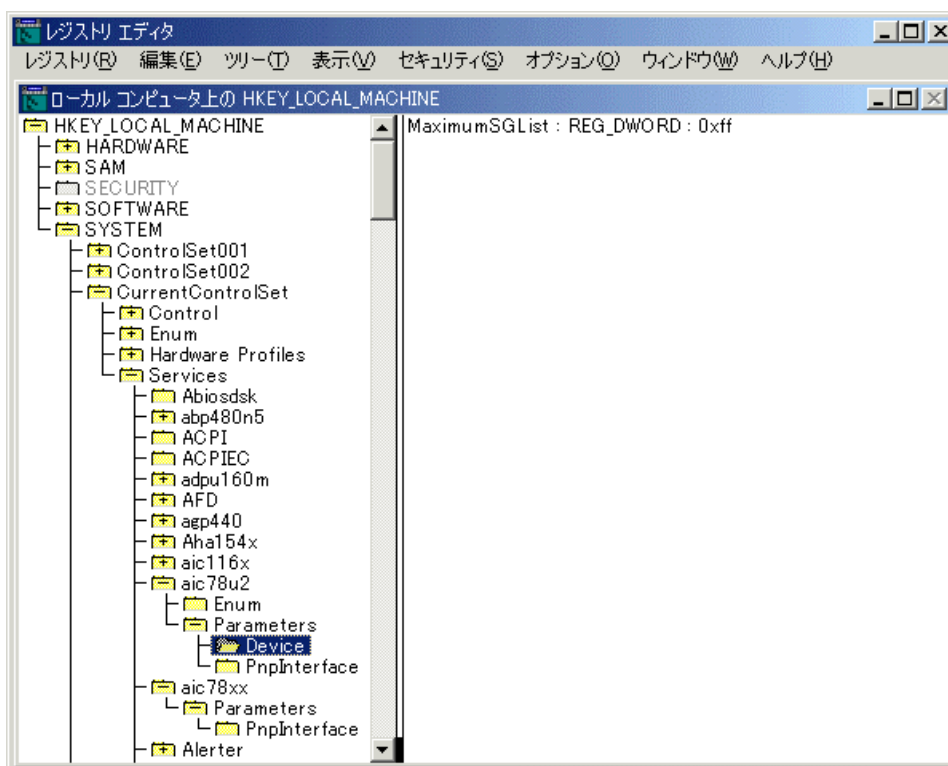 レジストリ エディタ
レジストリ(R) 編集(E) ツリー(T) 表示(V) セキュリティ(S) オプション(O) ウィンドウ(W) ヘルプ(H)
ローカル コンピュータ上の HKEY_LOCAL_MACHINE
HKEY_LOCAL_MACHINE
MaximumSGList : REG_DWORD : 0xff
HARDWARE
SAM
SECURITY
SOFTWARE
SYSTEM
ControlSet001
ControlSet002
CurrentControlSet
Control
Enum
Hardware Profiles
Services
Abiosdsk
abp480n5
ACPI
ACPIEC
adpu160m
AFD
agp440
Aha154x
aic116x
aic78u2
Enum
Parameters
Device
PnpInterface
aic78xx
Parameters
PnpInterface
Alerter